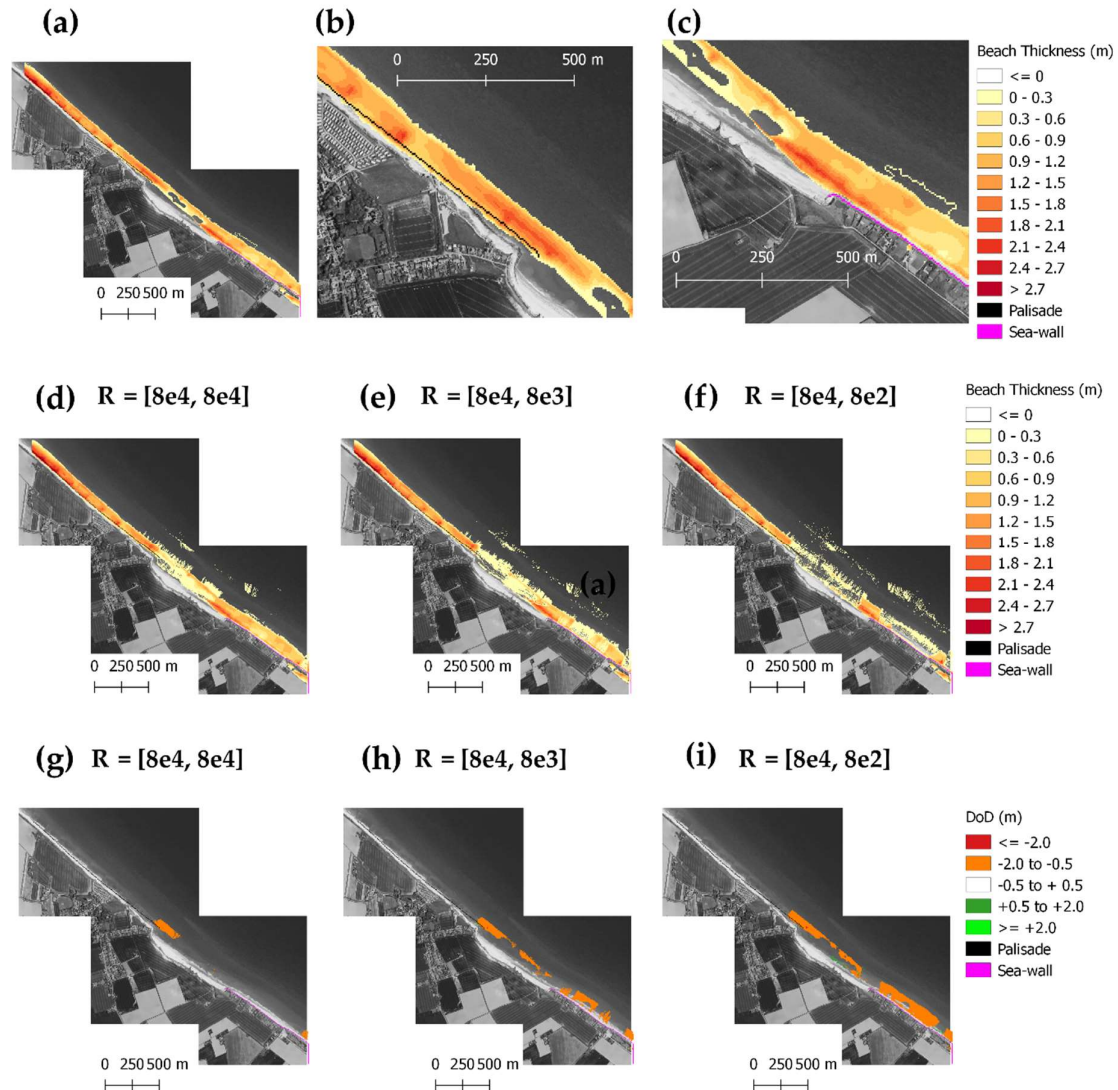 (a)
(b)
(c)
0 250 500 m
0 250 500 m
0 250 500 m
Beach Thickness (m)
<= 0
0 - 0.3
0.3 - 0.6
0.6 - 0.9
0.9 - 1.2
1.2 - 1.5
1.5 - 1.8
1.8 - 2.1
2.1 - 2.4
2.4 - 2.7
> 2.7
Palisade
Sea-wall
(d) R = [8e4, 8e4]
(e) R = [8e4, 8e3]
(f) R = [8e4, 8e2]
(a)
0 250 500 m
0 250 500 m
0 250 500 m
Beach Thickness (m)
<= 0
0 - 0.3
0.3 - 0.6
0.6 - 0.9
0.9 - 1.2
1.2 - 1.5
1.5 - 1.8
1.8 - 2.1
2.1 - 2.4
2.4 - 2.7
> 2.7
Palisade
Sea-wall
(g) R = [8e4, 8e4]
(h) R = [8e4, 8e3]
(i) R = [8e4, 8e2]
0 250 500 m
0 250 500 m
0 250 500 m
DoD (m)
<= -2.0
-2.0 to -0.5
-0.5 to + 0.5
+0.5 to +2.0
>= +2.0
Palisade
Sea-wall